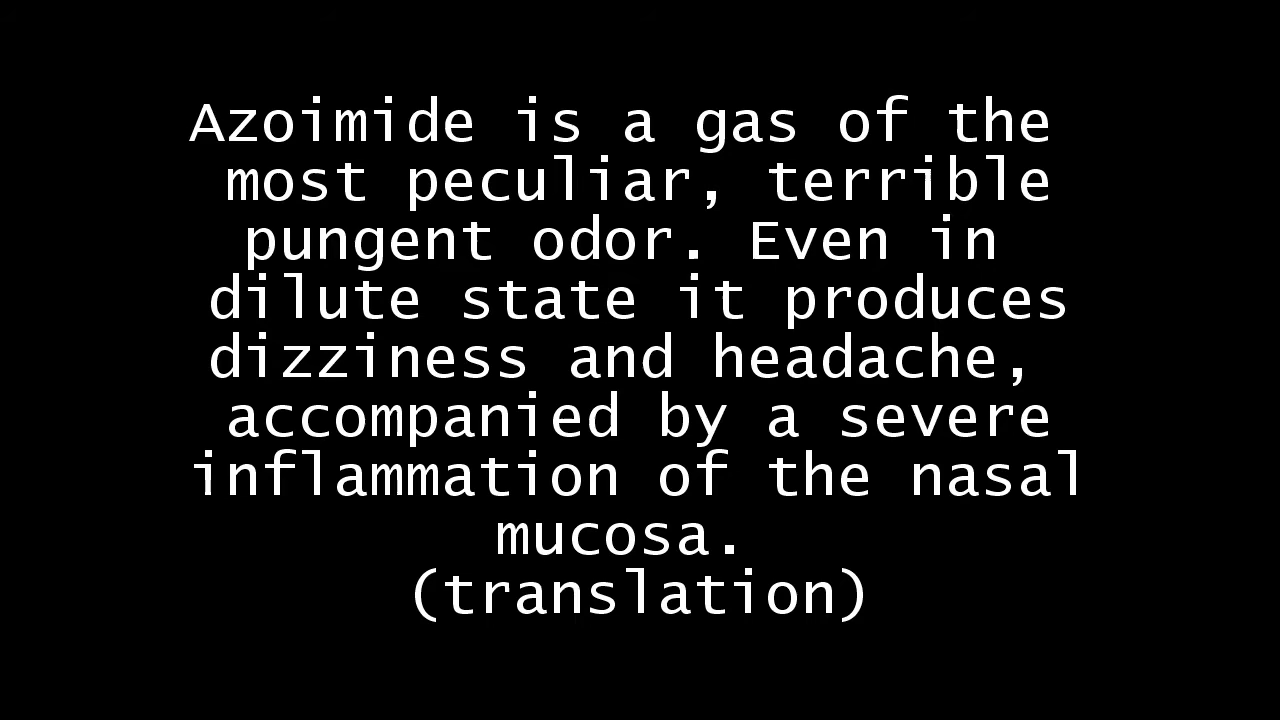 Azoimide is a gas of the
most peculiar, terrible
pungent odor. Even in
dilute state it produces
dizziness and headache,
accompanied by a severe
inflammation of the nasal
mucosa.
(translation)